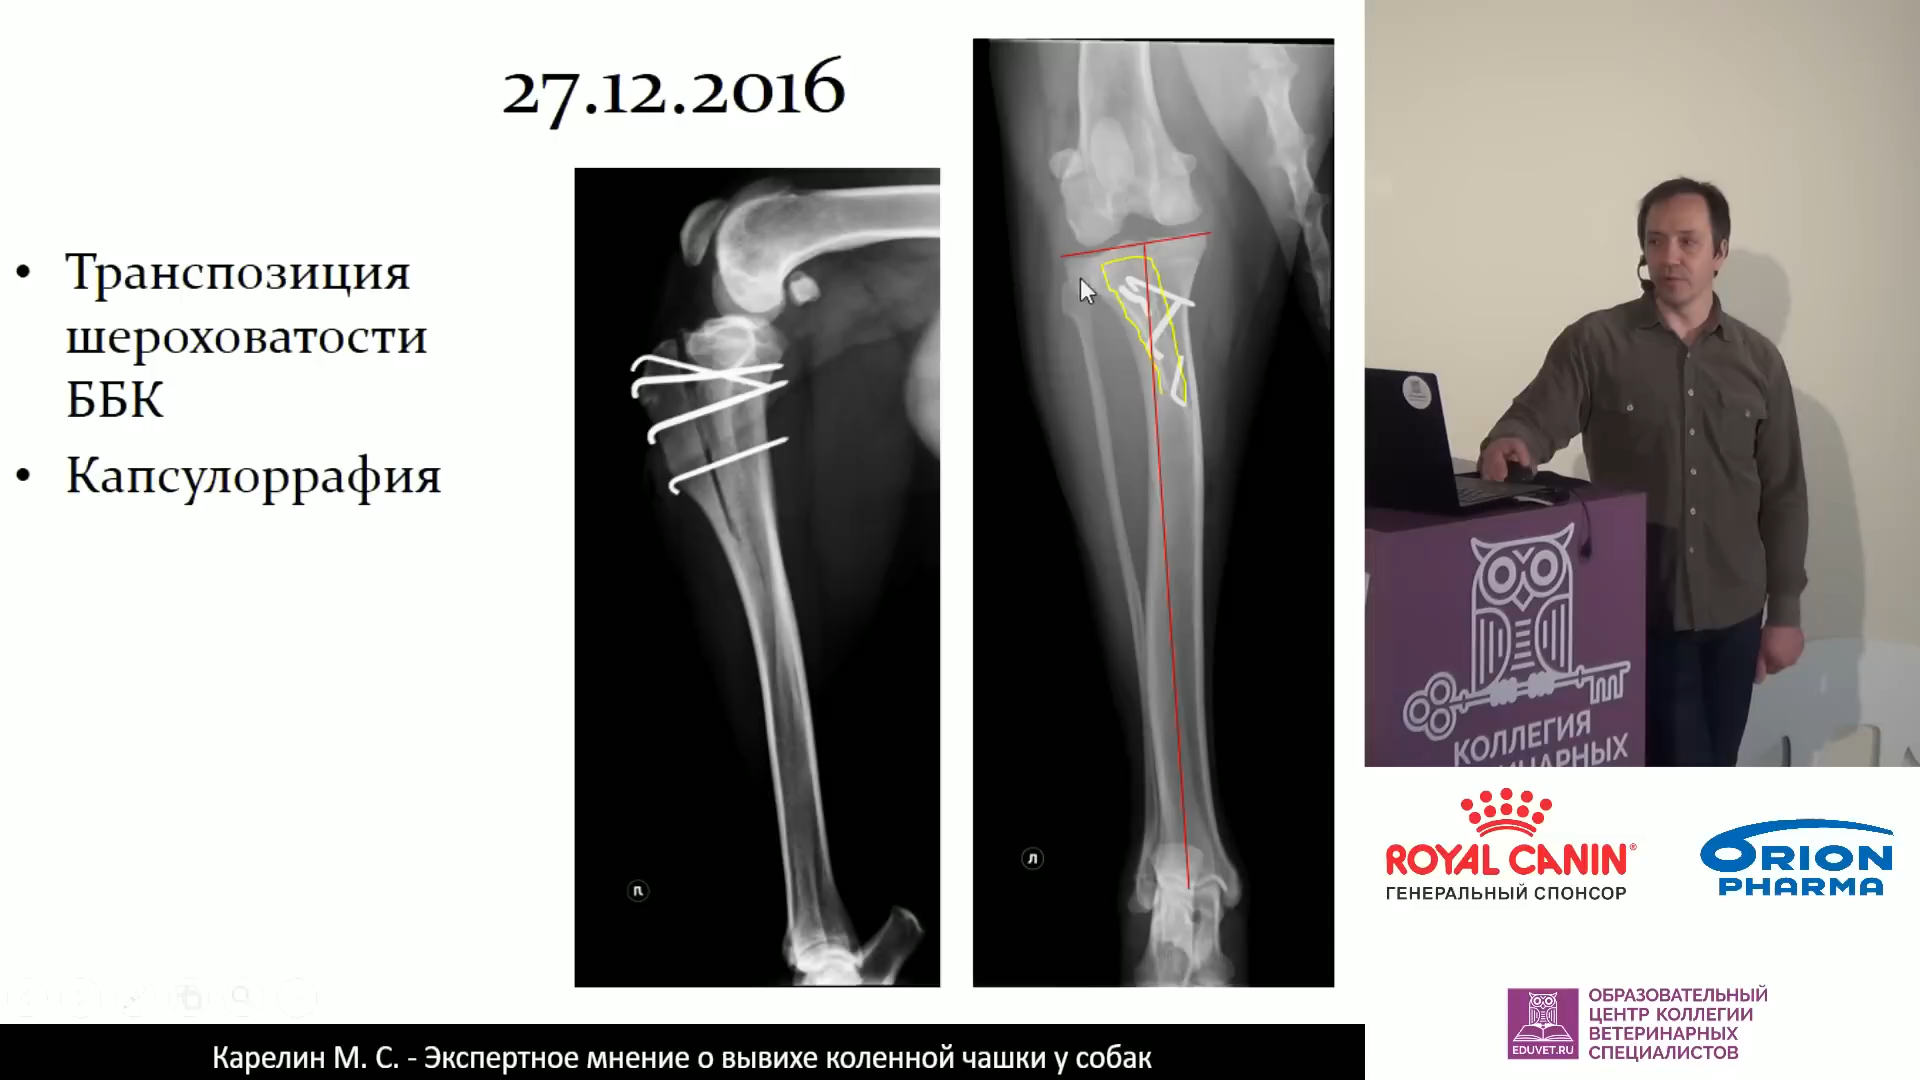 27.12.2016
• Транспозиция
шероховатости
ББК
• Капсулоррафия
П
Л
КОЛЛЕГИЯ
ROYAL CANIN®
ГЕНЕРАЛЬНЫЙ СПОНСОР
ORION
PHARMA
EDUVET.RU
ОБРАЗОВАТЕЛЬНЫЙ
ЦЕНТР КОЛЛЕГИИ
ВЕТЕРИНАРНЫХ
СПЕЦИАЛИСТОВ
Карелин М. С. - Экспертное мнение о вывихе коленной чашки у собак